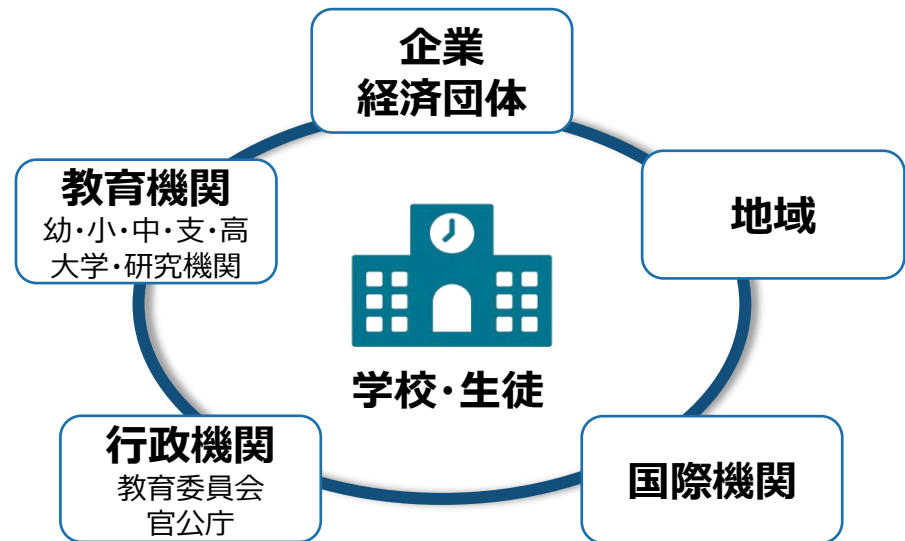 企業
経済団体
教育機関
幼・小・中・支・高
大学・研究機関
地域
学校・生徒
行政機関
教育委員会
官公庁
国際機関